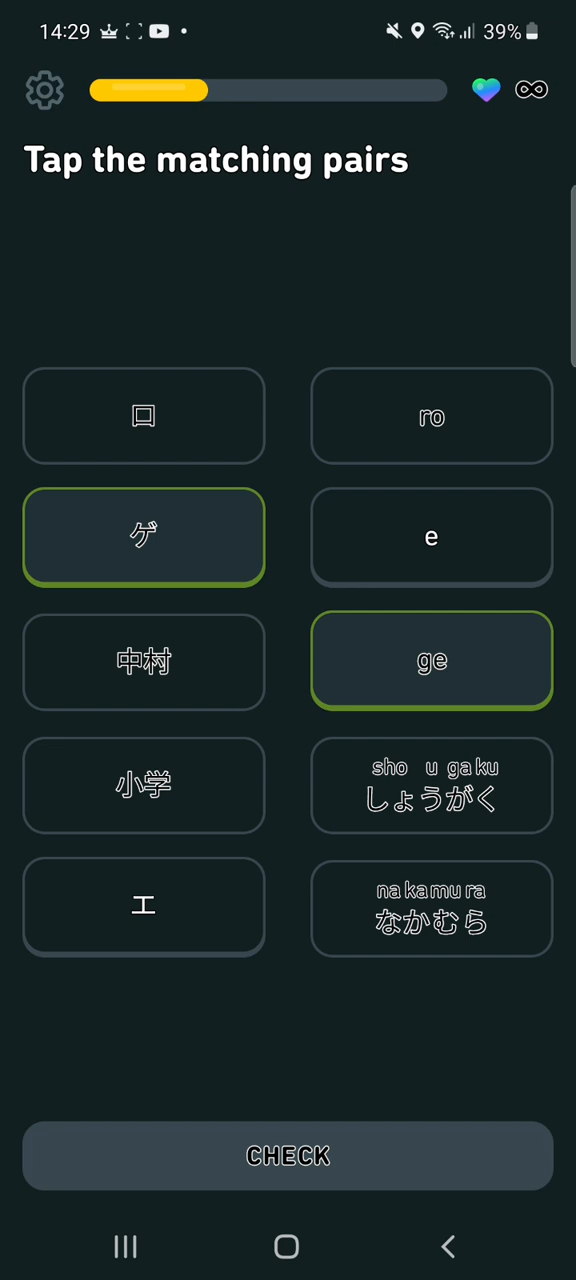 14:29
39%
Tap the matching pairs
ロ
ro
ゲ
e
中村
ge
小学
sho u ga ku
しょうがく
エ
na ka mu ra
なかむら
CHECK